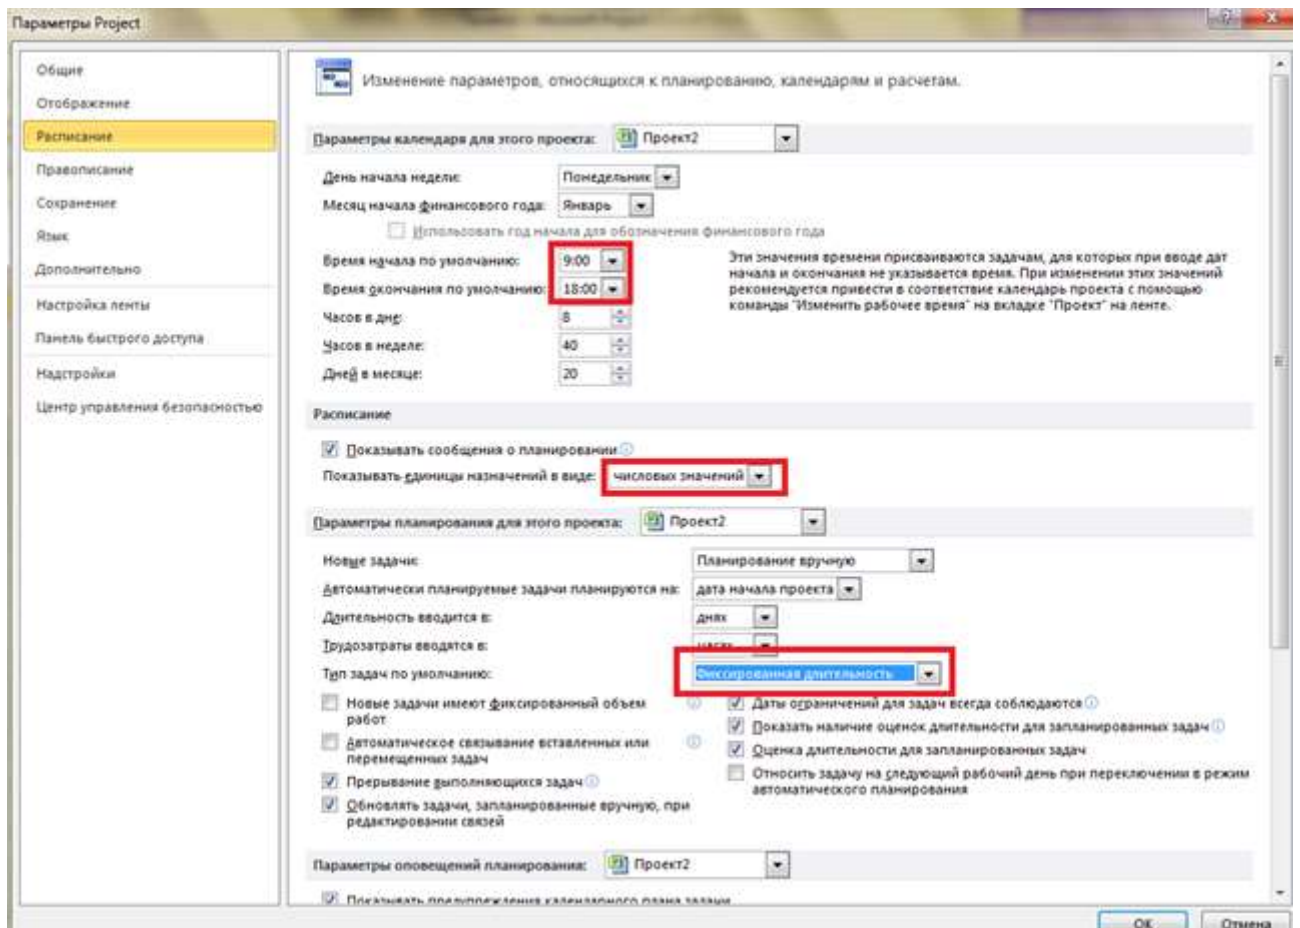 Параметры Project
Общие
Отображение
Расписание
Правописание
Сохранение
Язык
Дополнительно
Настройка ленты
Панель быстрого доступа
Надстройки
Центр управления безопасностью
Изменение параметров, относящихся к планированию, календарям и расчетам.
Параметры календаря для этого проекта: Проект2
День начала недели: Понедельник
Месяц начала финансового года: Январь
Использовать год начала для обозначения финансового года
Время начала по умолчанию: 9:00
Время окончания по умолчанию: 18:00
Часов в дне: 8
Часов в неделе: 40
Дней в месяце: 20
Эти значения времени присваиваются задачам, для которых при вводе дат
начала и окончания не указывается время. При изменении этих значений
рекомендуется привести в соответствие календарь проекта с помощью
команды "Изменить рабочее время" на вкладке "Проект" на ленте.
Расписание
Показывать сообщения о планировании
Показывать единицы назначений в виде: числовых значений
Параметры планирования для этого проекта: Проект2
Новые задачи: Планирование вручную
Автоматически планируемые задачи планируются на: дата начала проекта
Длительность вводится в: днях
Трудозатраты вводятся в: часах
Тип задач по умолчанию: Фиксированная длительность
Новые задачи имеют фиксированный объем
работ
Автоматическое связывание вставленных или
перемещенных задач
Прерывание выполняющихся задач
Обновлять задачи, запланированные вручную, при
редактировании связей
Даты ограничений для задач всегда соблюдаются
Показать наличие оценок длительности для запланированных задач
Оценка длительности для запланированных задач
Относить задачу на следующий рабочий день при переключении в режим
автоматического планирования
Параметры оповещений планирования: Проект2
Показывать предупреждения календарного плана задачи
ОК
Отмена